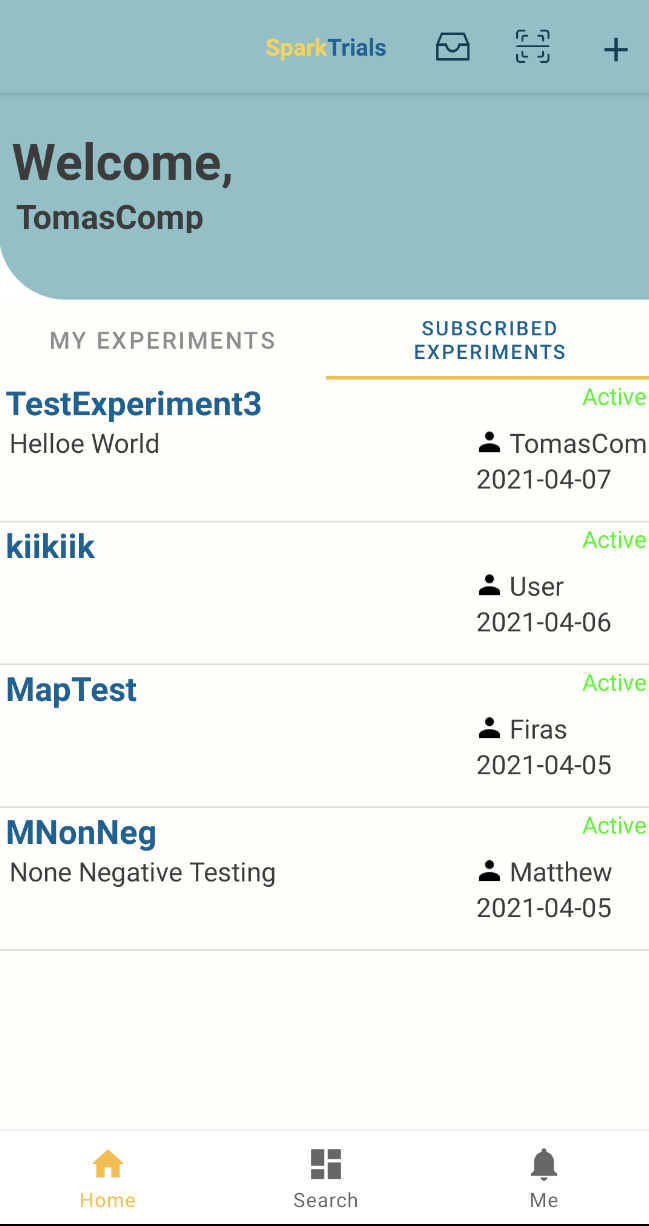 SparkTrials
Welcome,
TomasComp
MY EXPERIMENTS
SUBSCRIBED
EXPERIMENTS
TestExperiment3
Active
Helloe World
TomasCom
2021-04-07
kiikiik
Active
User
2021-04-06
MapTest
Active
Firas
2021-04-05
MNonNeg
Active
None Negative Testing
Matthew
2021-04-05
Home
Search
Me